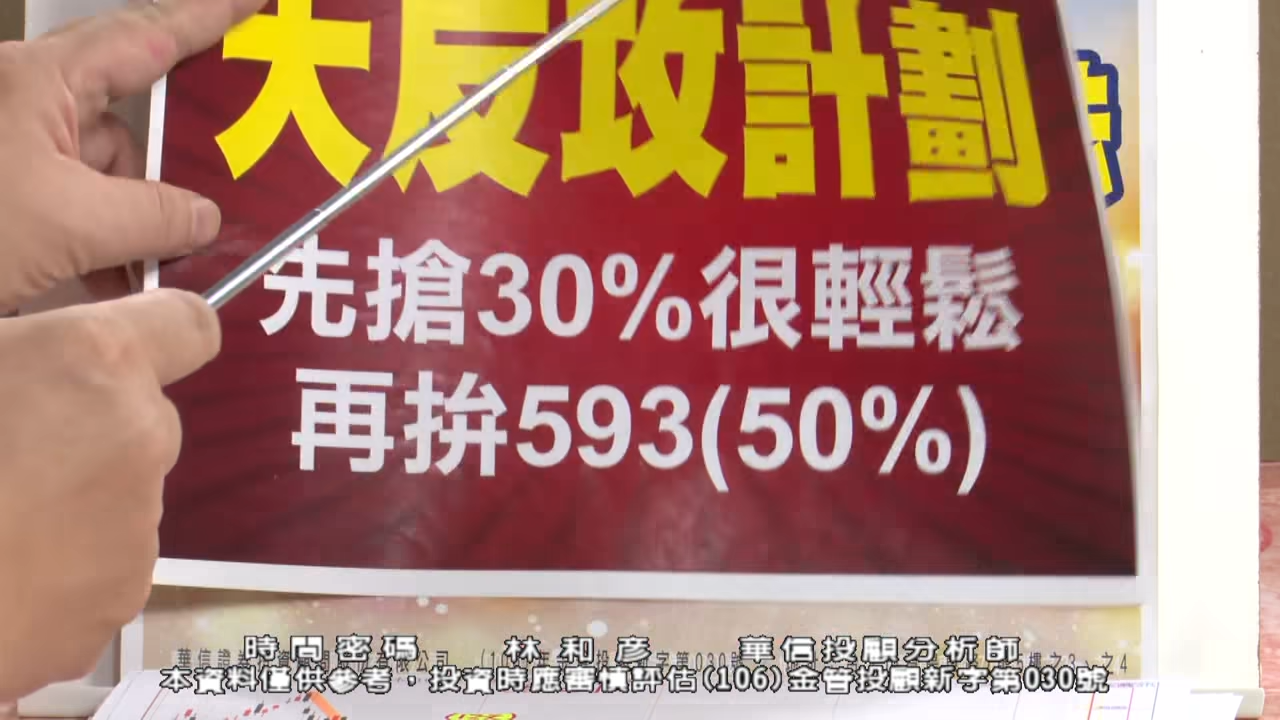 大反攻計劃
先搶30%很輕鬆
再拚593(50%)
時間密碼 林和彥 華信投顧分析師
本資料僅供參考，投資時應審慎評估(106)金管投顧新字第030號